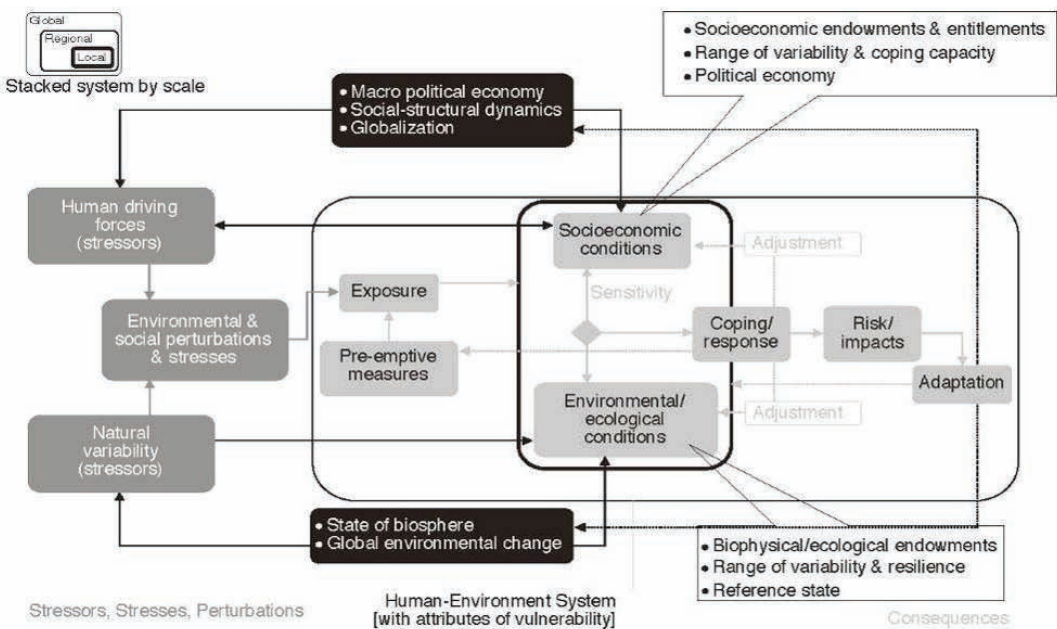 Global
Regional
Local
Stacked system by scale
• Macro political economy
• Social-structural dynamics
• Globalization
• Socioeconomic endowments & entitlements
• Range of variability & coping capacity
• Political economy
Human driving
forces
(stressors)
Socioeconomic
conditions
Adjustment
Exposure
Sensitivity
Environmental &
social perturbations
& stresses
Coping/
response
Risk/
impacts
Pre-emptive
measures
Adaptation
Environmental/
ecological
conditions
Adjustment
Natural
variability
(stressors)
• State of biosphere
• Global environmental change
• Biophysical/ecological endowments
• Range of variability & resilience
• Reference state
Stressors, Stresses, Perturbations
Human-Environment System
[with attributes of vulnerability]
Consequences